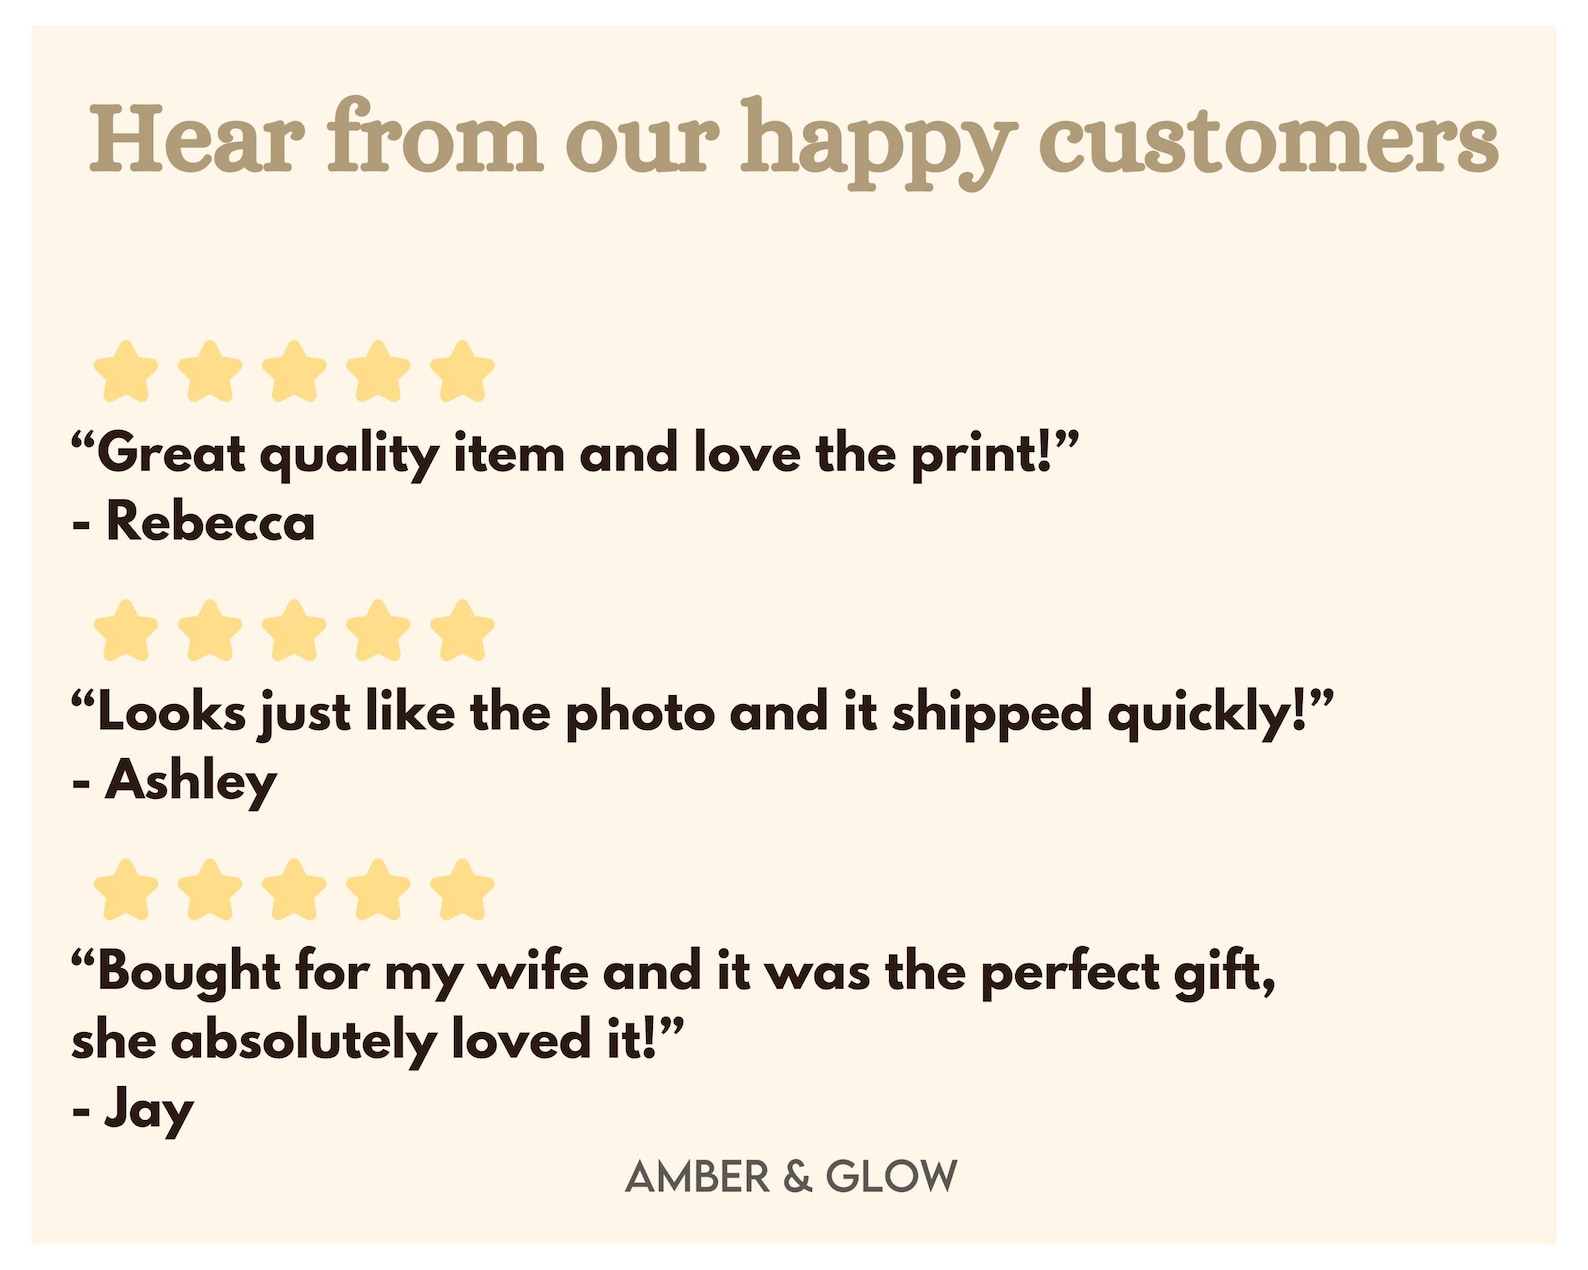 Hear from our happy customers
“Great quality item and love the print!”
- Rebecca
“Looks just like the photo and it shipped quickly!”
- Ashley
“Bought for my wife and it was the perfect gift,
she absolutely loved it!”
- Jay
AMBER & GLOW